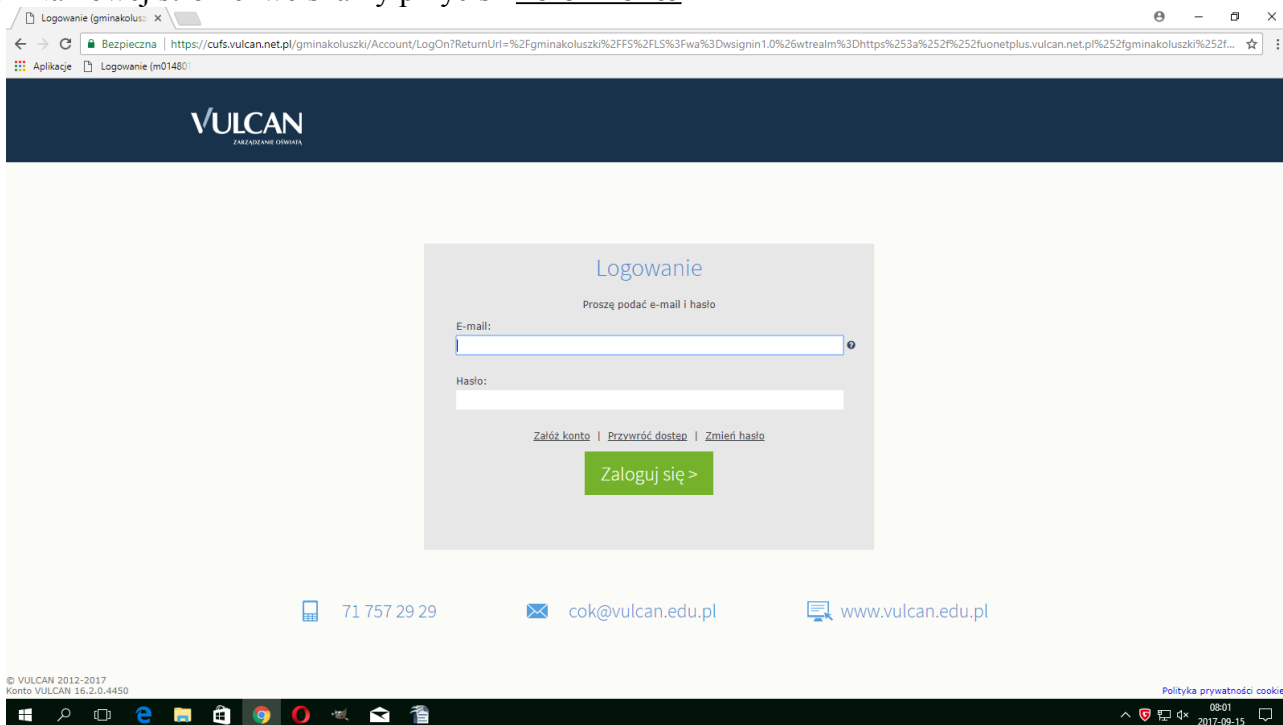 Logowanie (gminakolusz
Bezpieczna | https://cufs.vulcan.net.pl/gminakoluszki/Account/LogOn?ReturnUrl=%2Fgminakoluszki%2FFS%2FLS%3Fwa%3Dwsignin1.0%26wtrealm%3Dhttps%253a%252f%252fuonetplus.vulcan.net.pl%252fgminakoluszki%252f...
Aplikacje Logowanie (m014801
VULCAN
ZARZĄDZANIE OŚWIATĄ
Logowanie
Proszę podać e-mail i hasło
E-mail:
Hasło:
Załóż konto | Przywróć dostęp | Zmień hasło
Zaloguj się >
71 757 29 29 cok@vulcan.edu.pl www.vulcan.edu.pl
© VULCAN 2012-2017
Konto VULCAN 16.2.0.4450
Polityka prywatności cookie
08:01
2017-09-15